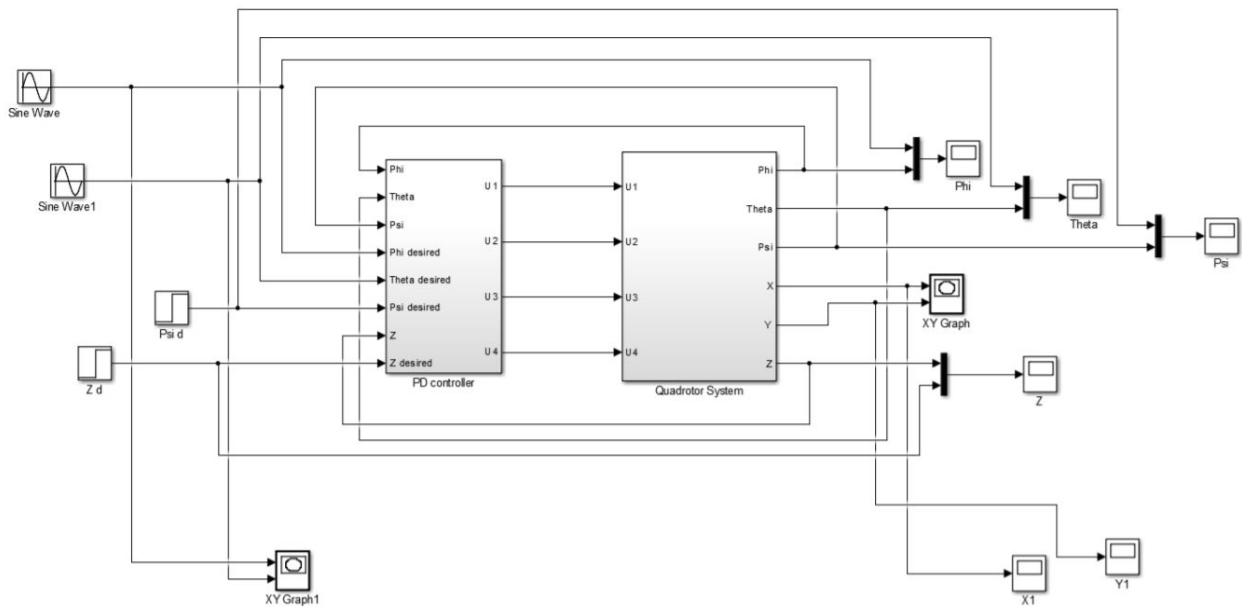 Sine Wave
Sine Wave1
Psi d
Z d
Phi
Theta
Psi
Phi desired
Theta desired
Psi desired
Z
Z desired
U1
U2
U3
U4
PD controller
U1
U2
U3
U4
Phi
Theta
Psi
X
Y
Z
Quadrotor System
Phi
Theta
Psi
XY Graph
Z
XY Graph1
X1
Y1